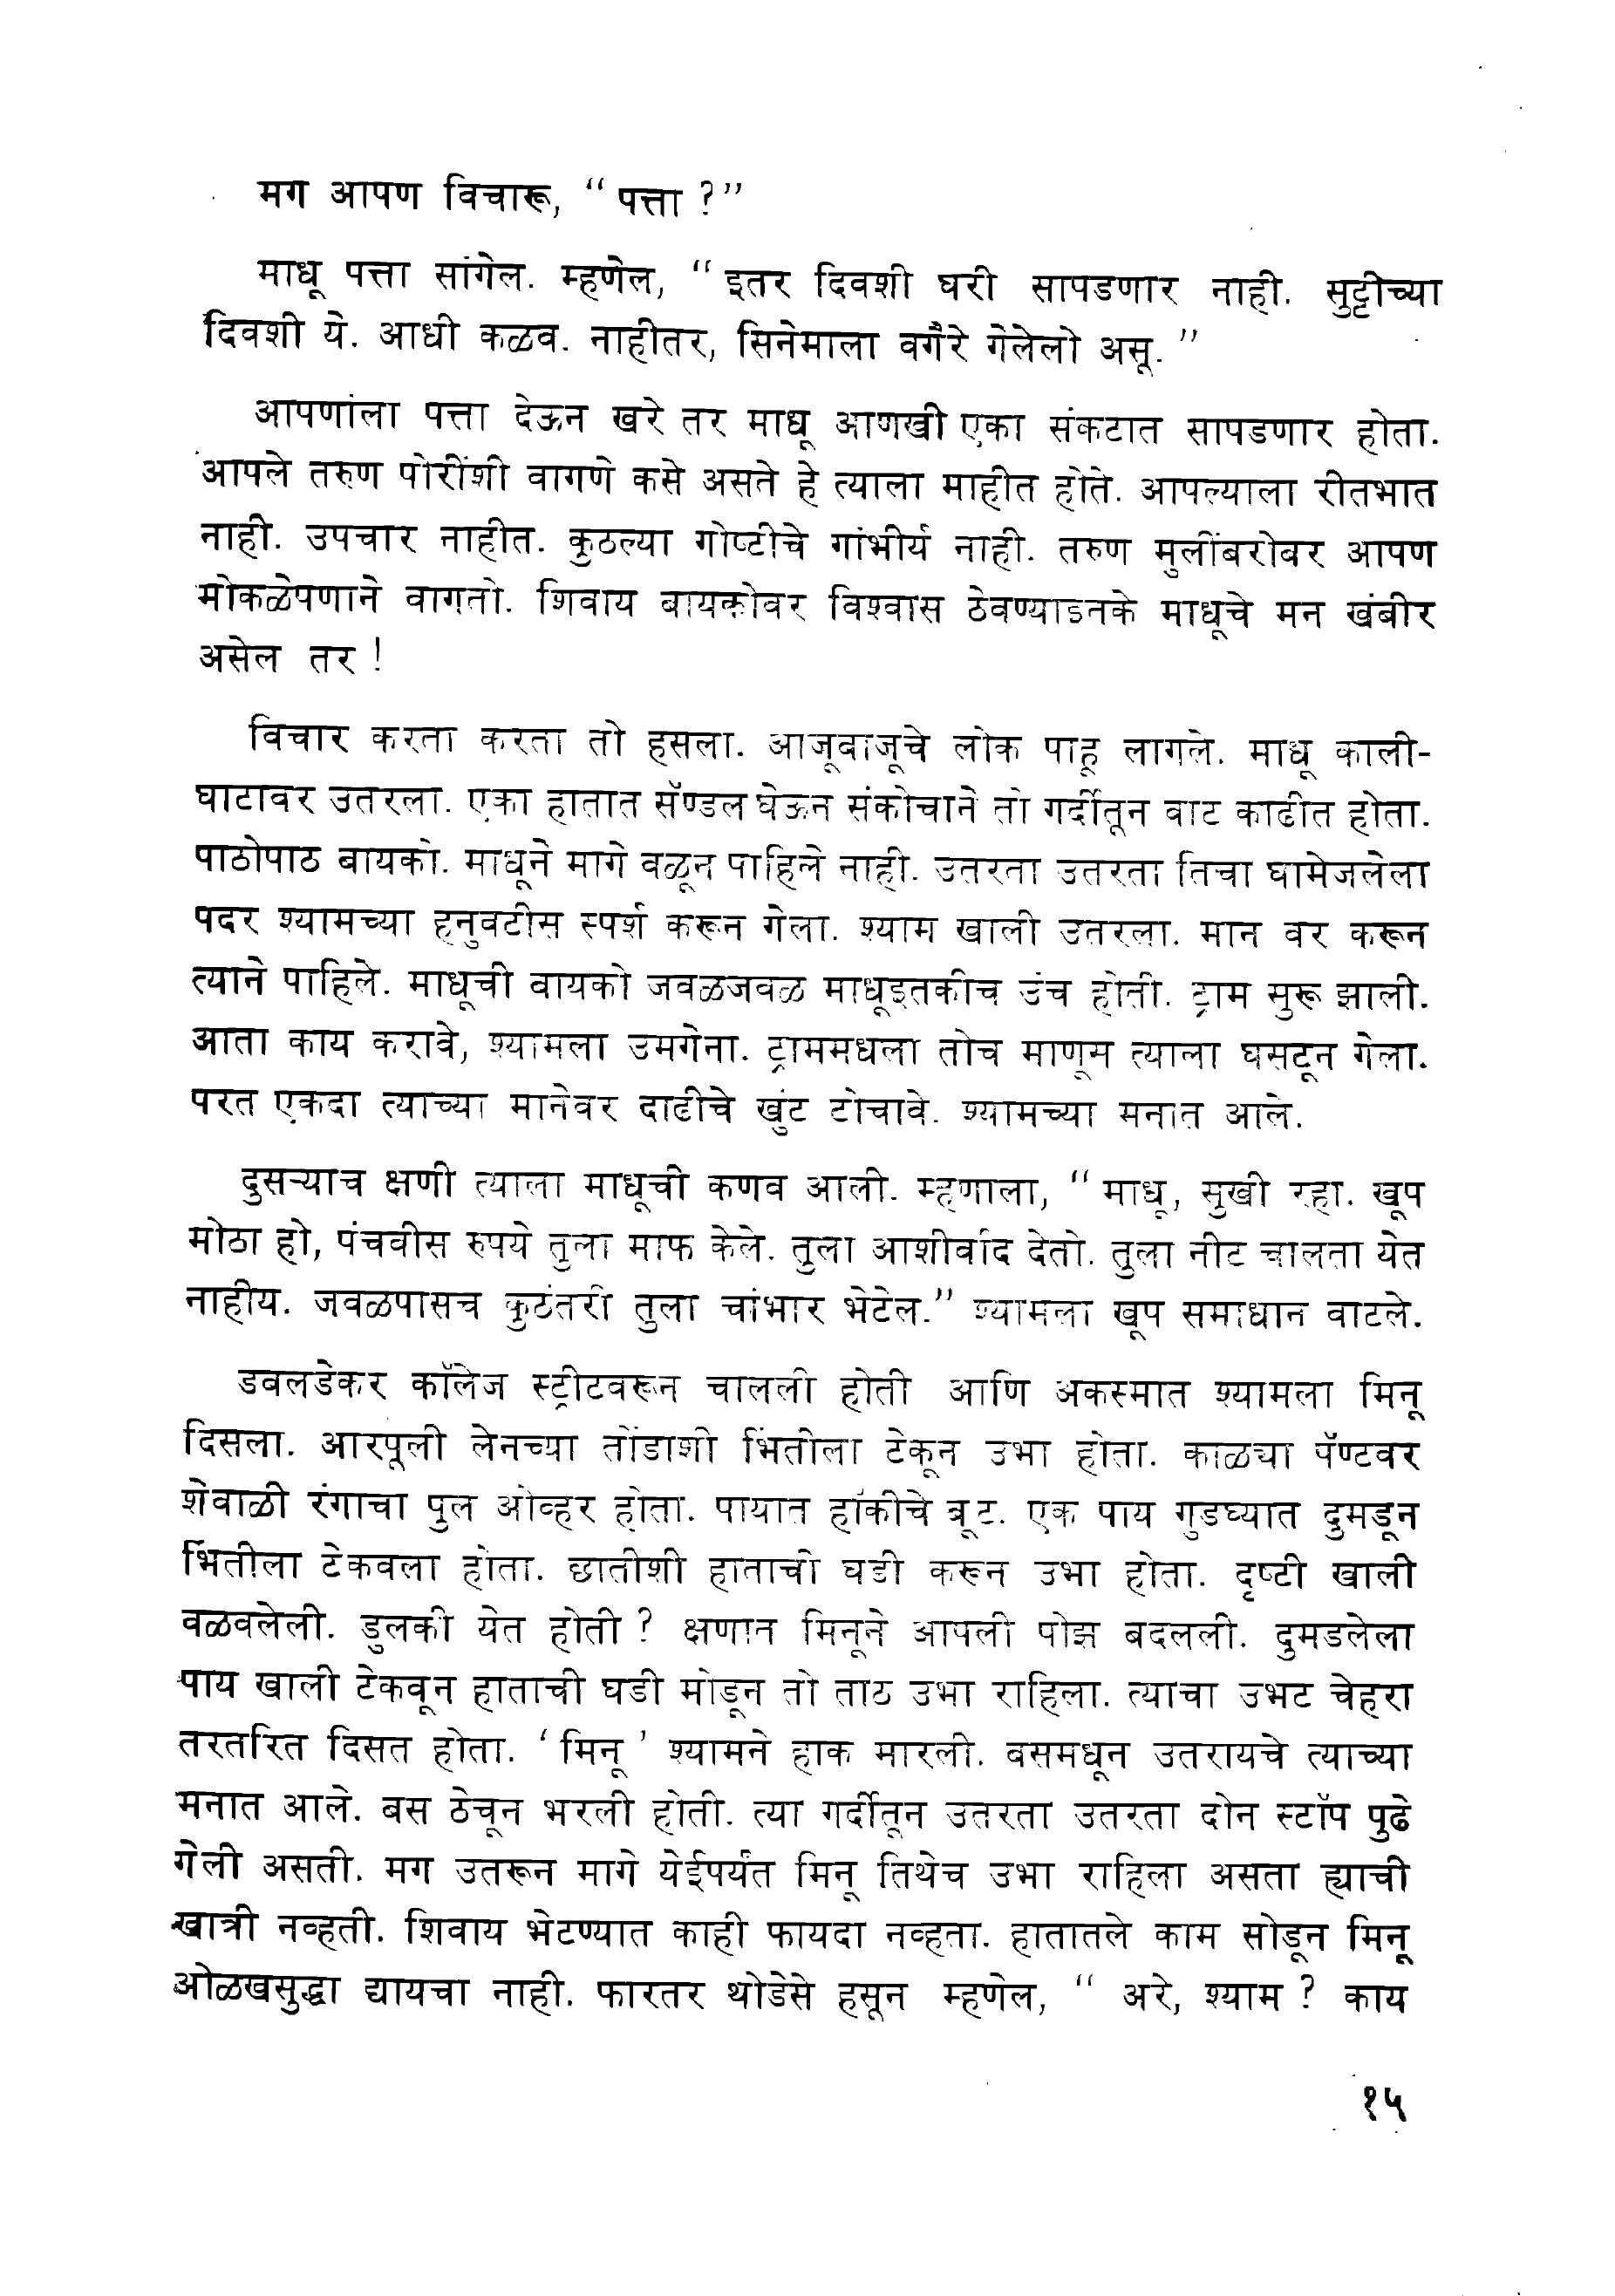 मग आपण विचारू, “ पत्ता ?”
माधू पत्ता सांगेल. म्हणेल, “ इतर दिवशी घरी सापडणार नाही. सुट्टीच्या
दिवशी ये. आधी कळव. नाहीतर, सिनेमाला वगैरे गेलेलो असू. ”
आपणांला पत्ता देऊन खरे तर माधू आणखी एका संकटात सापडणार होता.
आपले तरुण पोरींशी वागणे कसे असते हे त्याला माहीत होते. आपल्याला रीतभात
नाही. उपचार नाहीत. कुठल्या गोष्टीचे गांभीर्य नाही. तरुण मुलींबरोबर आपण
मोकळेपणाने वागतो. शिवाय बायकोवर विश्वास ठेवण्याइतके माधूचे मन खंबीर
असेल तर !
विचार करता करता तो हसला. आजूबाजूचे लोक पाहू लागले. माधू काली-
घाटावर उतरला. एका हातात सॅण्डल घेऊन संकोचाने तो गर्दीतून वाट काढीत होता.
पाठोपाठ बायको. माधूने मागे वळून पाहिले नाही. उतरता उतरता तिचा घामेजलेला
पदर श्यामच्या हनुवटीस स्पर्श करून गेला. श्याम खाली उतरला. मान वर करून
त्याने पाहिले. माधूची बायको जवळजवळ माधूइतकीच उंच होती. ट्राम सुरू झाली.
आता काय करावे, श्यामला उमगेना. ट्राममधला तोच माणूस त्याला घसटून गेला.
परत एकदा त्याच्या मानेवर दाढीचे खुंट टोचावे. श्यामच्या मनात आले.
दुसऱ्याच क्षणी त्याला माधूची कणव आली. म्हणाला, “ माधू, सुखी रहा. खूप
मोठा हो, पंचवीस रुपये तुला माफ केले. तुला आशीर्वाद देतो. तुला नीट चालता येत
नाहीय. जवळपासच कुठंतरी तुला चांभार भेटेल.” श्यामला खूप समाधान वाटले.
डबलडेकर कॉलेज स्ट्रीटवरून चालली होती आणि अकस्मात श्यामला मिनू
दिसला. आरपूली लेनच्या तोंडाशी भिंतीला टेकून उभा होता. काळ्या पॅण्टवर
शेवाळी रंगाचा पुल ओव्हर होता. पायात हॉकीचे बूट. एक पाय गुडघ्यात दुमडून
भिंतीला टेकवला होता. छातीशी हाताची घडी करून उभा होता. दृष्टी खाली
वळवलेली. डुलकी येत होती ? क्षणात मिनूने आपली पोझ बदलली. दुमडलेला
पाय खाली टेकवून हाताची घडी मोडून तो ताठ उभा राहिला. त्याचा उभट चेहरा
तरतरित दिसत होता. ‘ मिनू ’ श्यामने हाक मारली. बसमधून उतरायचे त्याच्या
मनात आले. बस ठेचून भरली होती. त्या गर्दीतून उतरता उतरता दोन स्टॉप पुढे
गेली असती. मग उतरून मागे येईपर्यंत मिनू तिथेच उभा राहिला असता ह्याची
खात्री नव्हती. शिवाय भेटण्यात काही फायदा नव्हता. हातातले काम सोडून मिनू
ओळखसुद्धा द्यायचा नाही. फारतर थोडेसे हसून म्हणेल, “ अरे, श्याम ? काय
१५